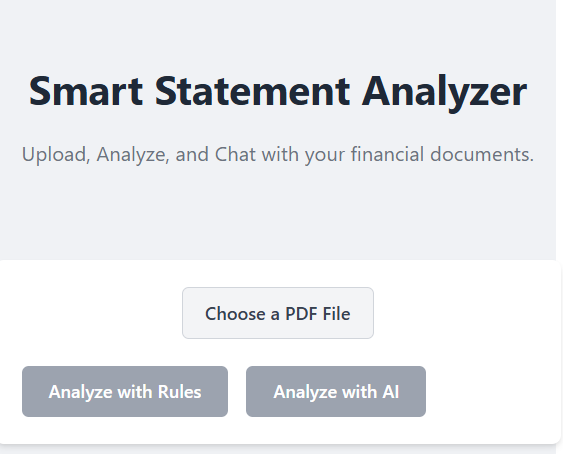 Smart Statement Analyzer
Upload, Analyze, and Chat with your financial documents.
Choose a PDF File
Analyze with Rules
Analyze with AI